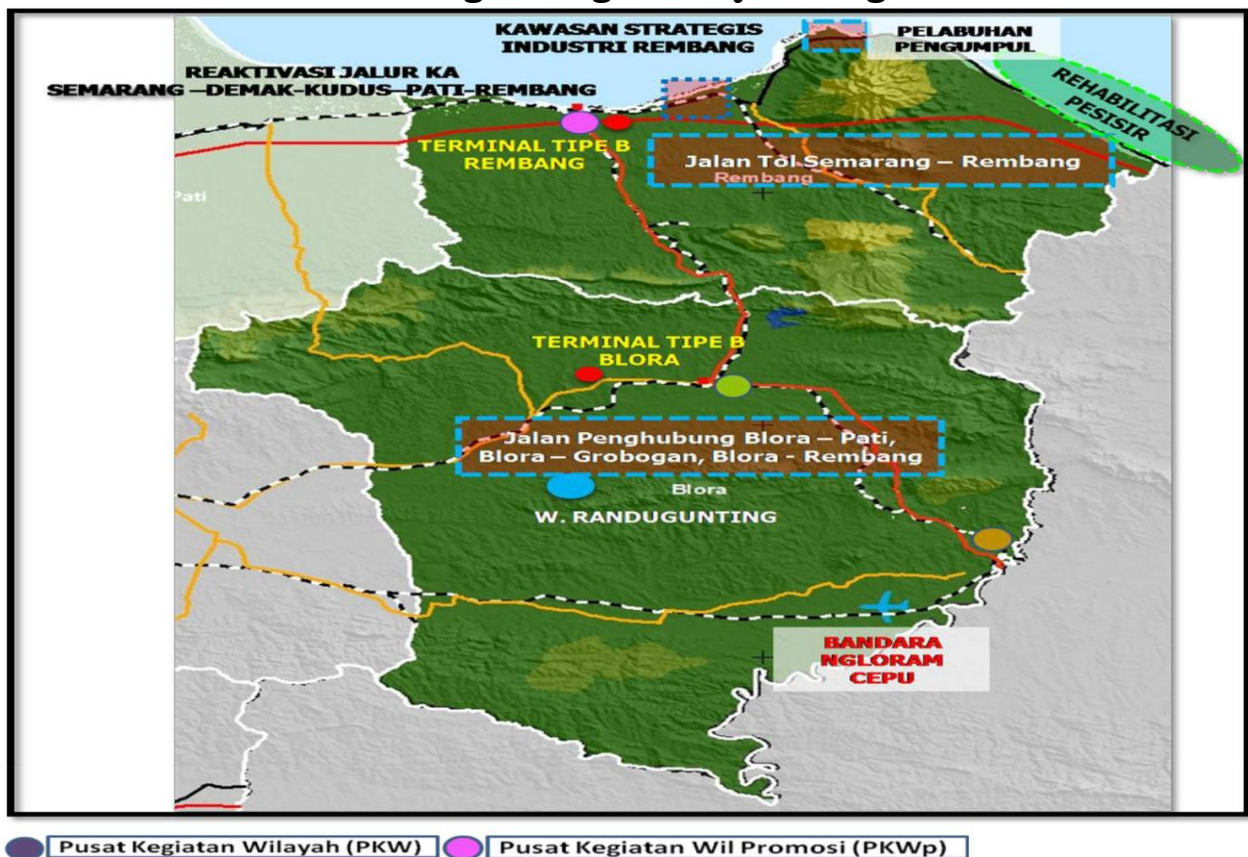 KAWASAN STRATEGIS
INDUSTRI REMBANG
PELABUHAN
PENGUMPUL
REAKTIVASI JALUR KA
SEMARANG –DEMAK-KUDUS–PATI-REMBANG
REHABILITASI
PESISIR
TERMINAL TIPE B
REMBANG
Jalan Tol Semarang – Rembang
Rembang
Pati
TERMINAL TIPE B
BLORA
Jalan Penghubung Blora – Pati,
Blora – Grobogan, Blora - Rembang
Blora
W. RANDUGUNTING
BANDARA
NGLORAM
CEPU
Pusat Kegiatan Wilayah (PKW)
Pusat Kegiatan Wil Promosi (PKWp)